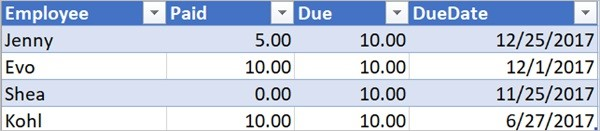 Employee Paid Due DueDate
Jenny 5.00 10.00 12/25/2017
Evo 10.00 10.00 12/1/2017
Shea 0.00 10.00 11/25/2017
Kohl 10.00 10.00 6/27/2017